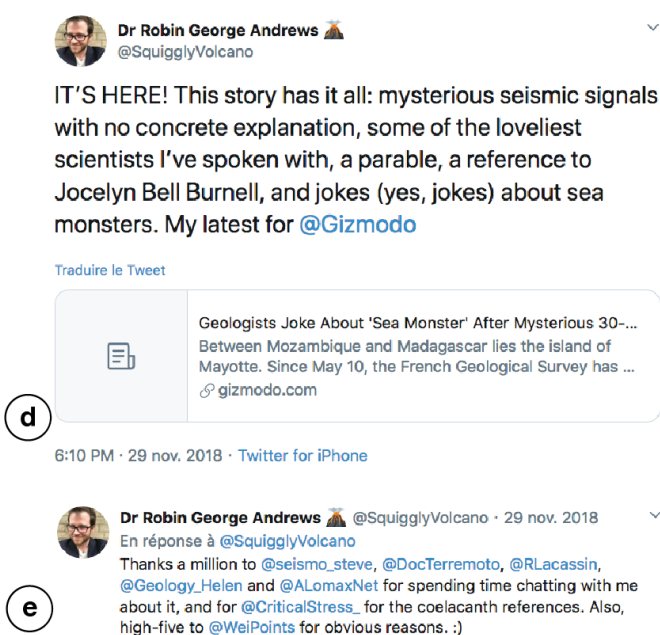 Dr Robin George Andrews 🌋
@SquigglyVolcano
IT'S HERE! This story has it all: mysterious seismic signals
with no concrete explanation, some of the loveliest
scientists I've spoken with, a parable, a reference to
Jocelyn Bell Burnell, and jokes (yes, jokes) about sea
monsters. My latest for @Gizmodo
Traduire le Tweet
Geologists Joke About 'Sea Monster' After Mysterious 30-...
Between Mozambique and Madagascar lies the island of
Mayotte. Since May 10, the French Geological Survey has ...
gizmodo.com
d
6:10 PM · 29 nov. 2018 · Twitter for iPhone
Dr Robin George Andrews 🌋 @SquigglyVolcano · 29 nov. 2018
En réponse à @SquigglyVolcano
Thanks a million to @seismo_steve, @DocTerremoto, @RLacassin,
@Geology_Helen and @ALomaxNet for spending time chatting with me
e
about it, and for @CriticalStress_ for the coelacanth references. Also,
high-five to @WeiPoints for obvious reasons. :)